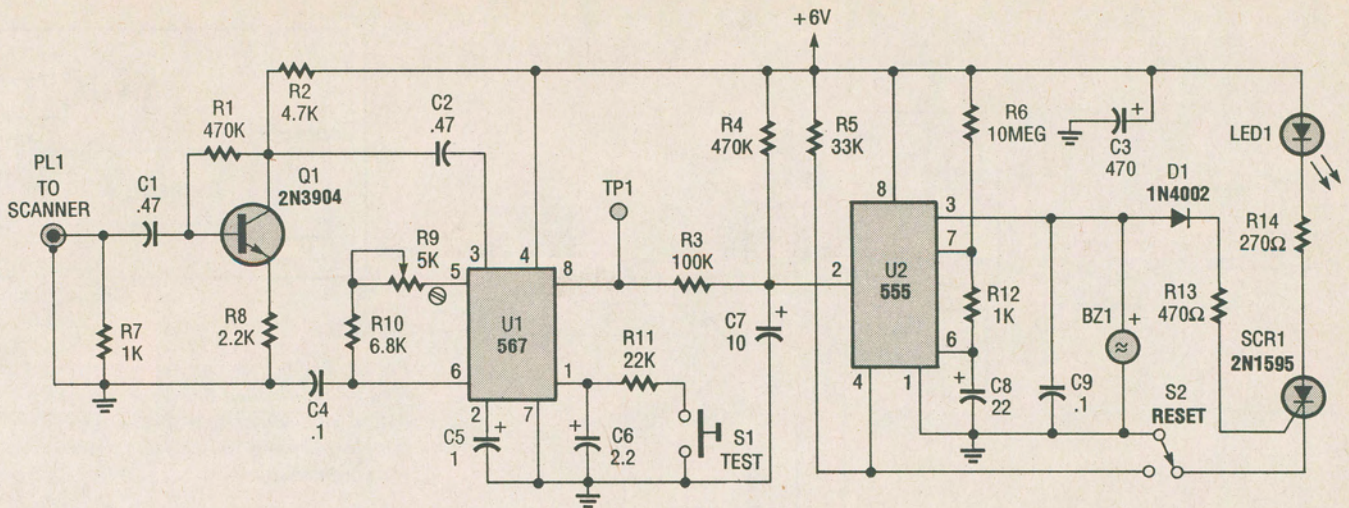 +6V
R2
4.7K
R1
470K
C2
.47
R4
470K
R5
33K
R6
10MEG
C3
470
+
LED1
PL1
TO
SCANNER
C1
.47
Q1
2N3904
TP1
D1
1N4002
R14
270Ω
R9
5K
5
3
4
8
R3
100K
2
8
U2
555
3
7
R7
1K
R8
2.2K
R10
6.8K
U1
567
R11
22K
C7
10
+
R12
1K
BZ1
+
≈
R13
470Ω
SCR1
2N1595
C4
.1
6
1
2
7
C5
1
+
C6
2.2
+
S1
TEST
6
4
1
C8
22
+
C9
.1
S2
RESET